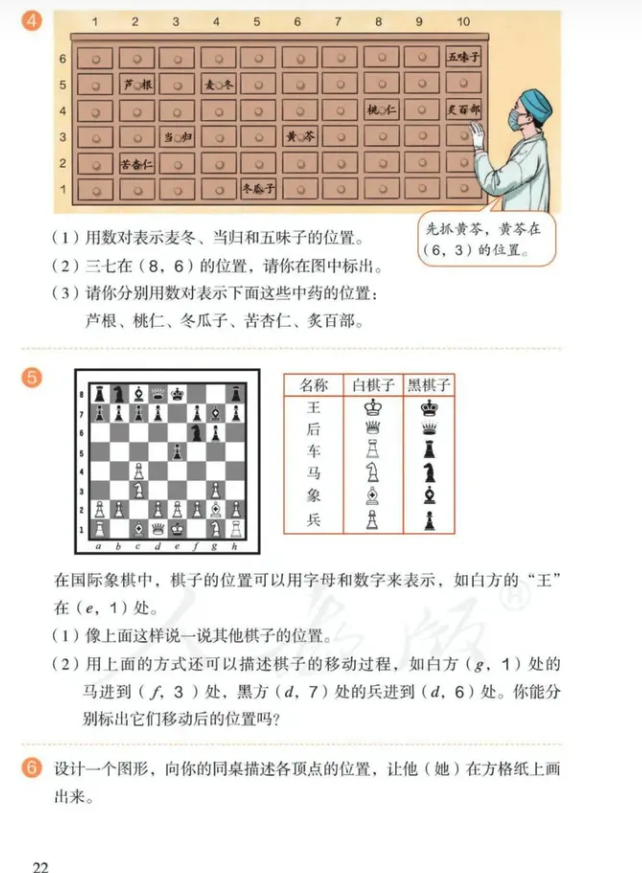 4
1 2 3 4 5 6 7 8 9 10
6 五味子
5 芦根 麦冬
4 桃仁 炙百部
3 当归 黄芩
2 苦杏仁
1 冬瓜子
先抓黄芩，黄芩在
（6，3）的位置。
（1）用数对表示麦冬、当归和五味子的位置。
（2）三七在（8，6）的位置，请你在图中标出。
（3）请你分别用数对表示下面这些中药的位置：
芦根、桃仁、冬瓜子、苦杏仁、炙百部。
5
8
7
6
5
4
3
2
1
a b c d e f g h
名称 白棋子 黑棋子
王
后
车
马
象
兵
在国际象棋中，棋子的位置可以用字母和数字来表示，如白方的“王”
在（e，1）处。
（1）像上面这样说一说其他棋子的位置。
（2）用上面的方式还可以描述棋子的移动过程，如白方（g，1）处的
马进到（f，3）处，黑方（d，7）处的兵进到（d，6）处。你能分
别标出它们移动后的位置吗？
人教版
6 设计一个图形，向你的同桌描述各顶点的位置，让他（她）在方格纸上画
出来。
22